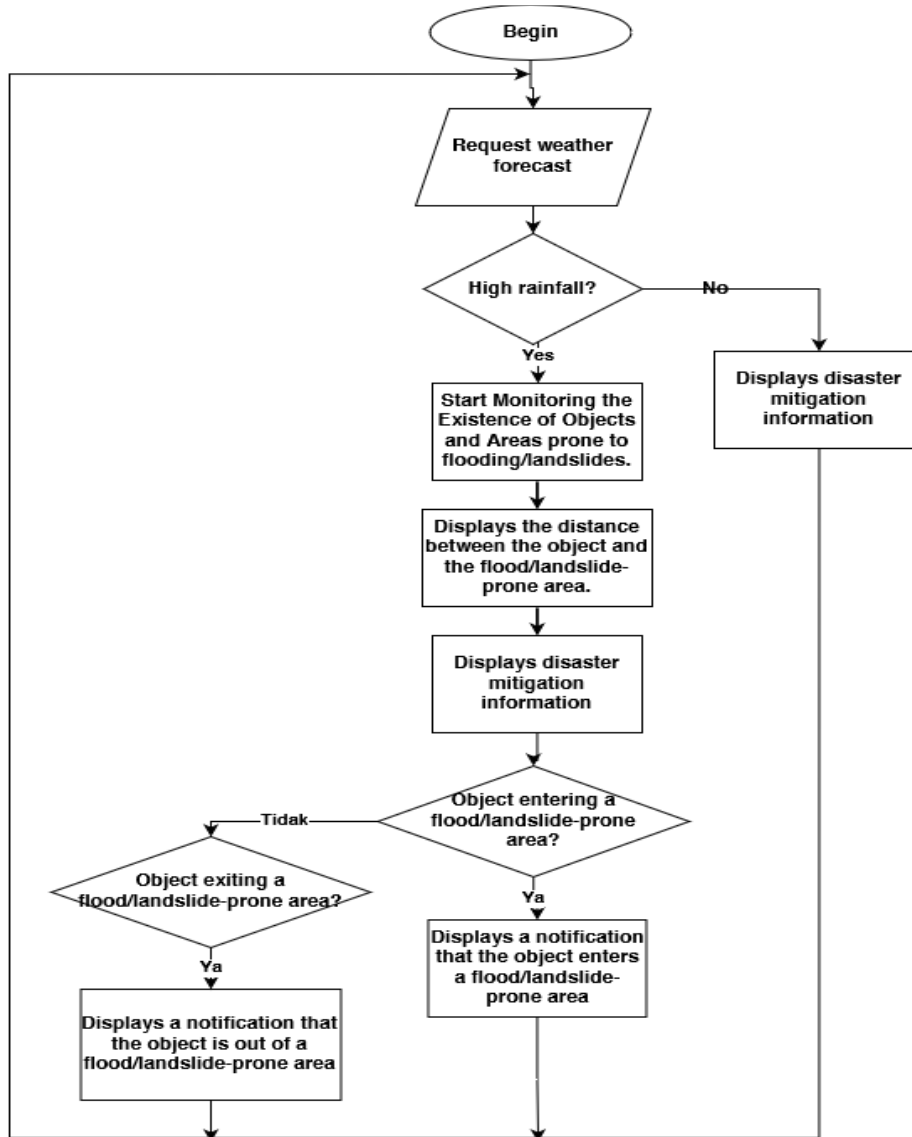 Begin
Request weather
forecast
High rainfall?
No
Yes
Displays disaster
mitigation
information
Start Monitoring the
Existence of Objects
and Areas prone to
flooding/landslides.
Displays the distance
between the object and
the flood/landslide-
prone area.
Displays disaster
mitigation
information
Object entering a
flood/landslide-prone
area?
Tidak
Object exiting a
flood/landslide-prone area?
Ya
Displays a notification
that the object enters
a flood/landslide-
prone area
Ya
Displays a notification that
the object is out of a
flood/landslide-prone area